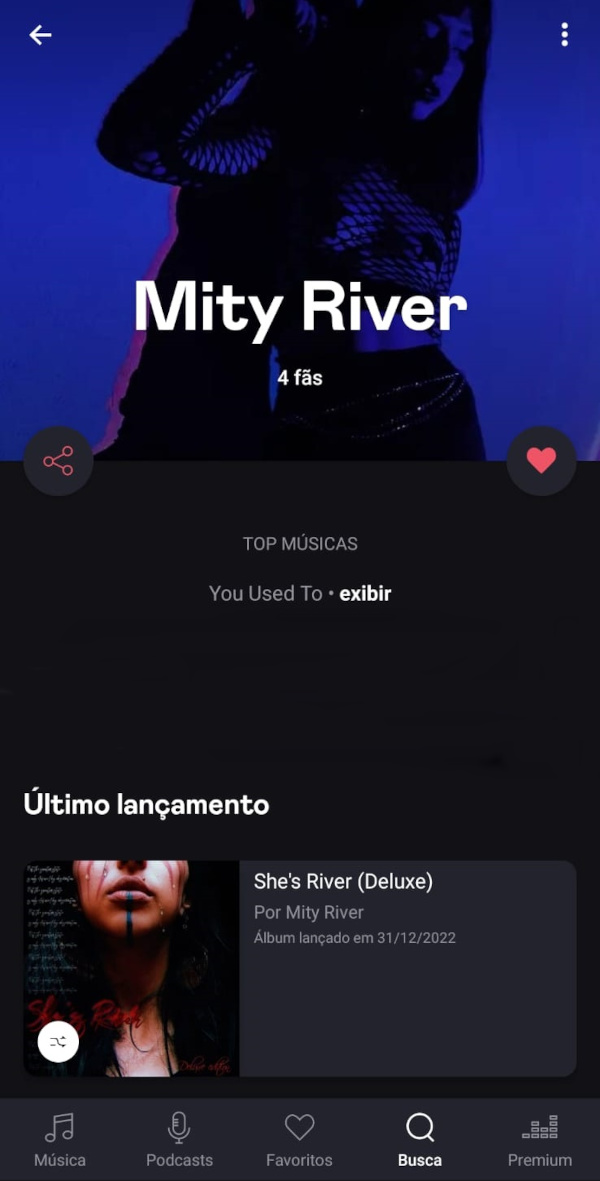 Mity River
4 fãs
TOP MÚSICAS
You Used To • exibir
Último lançamento
She's River (Deluxe)
Por Mity River
Álbum lançado em 31/12/2022
Música
Podcasts
Favoritos
Busca
Premium